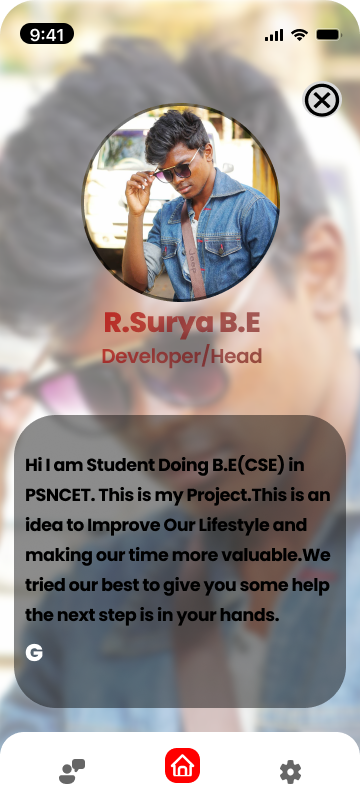 9:41
R.Surya B.E
Developer/Head
Hi I am Student Doing B.E(CSE) in
PSNCET. This is my Project.This is an
idea to Improve Our Lifestyle and
making our time more valuable.We
tried our best to give you some help
the next step is in your hands.
G